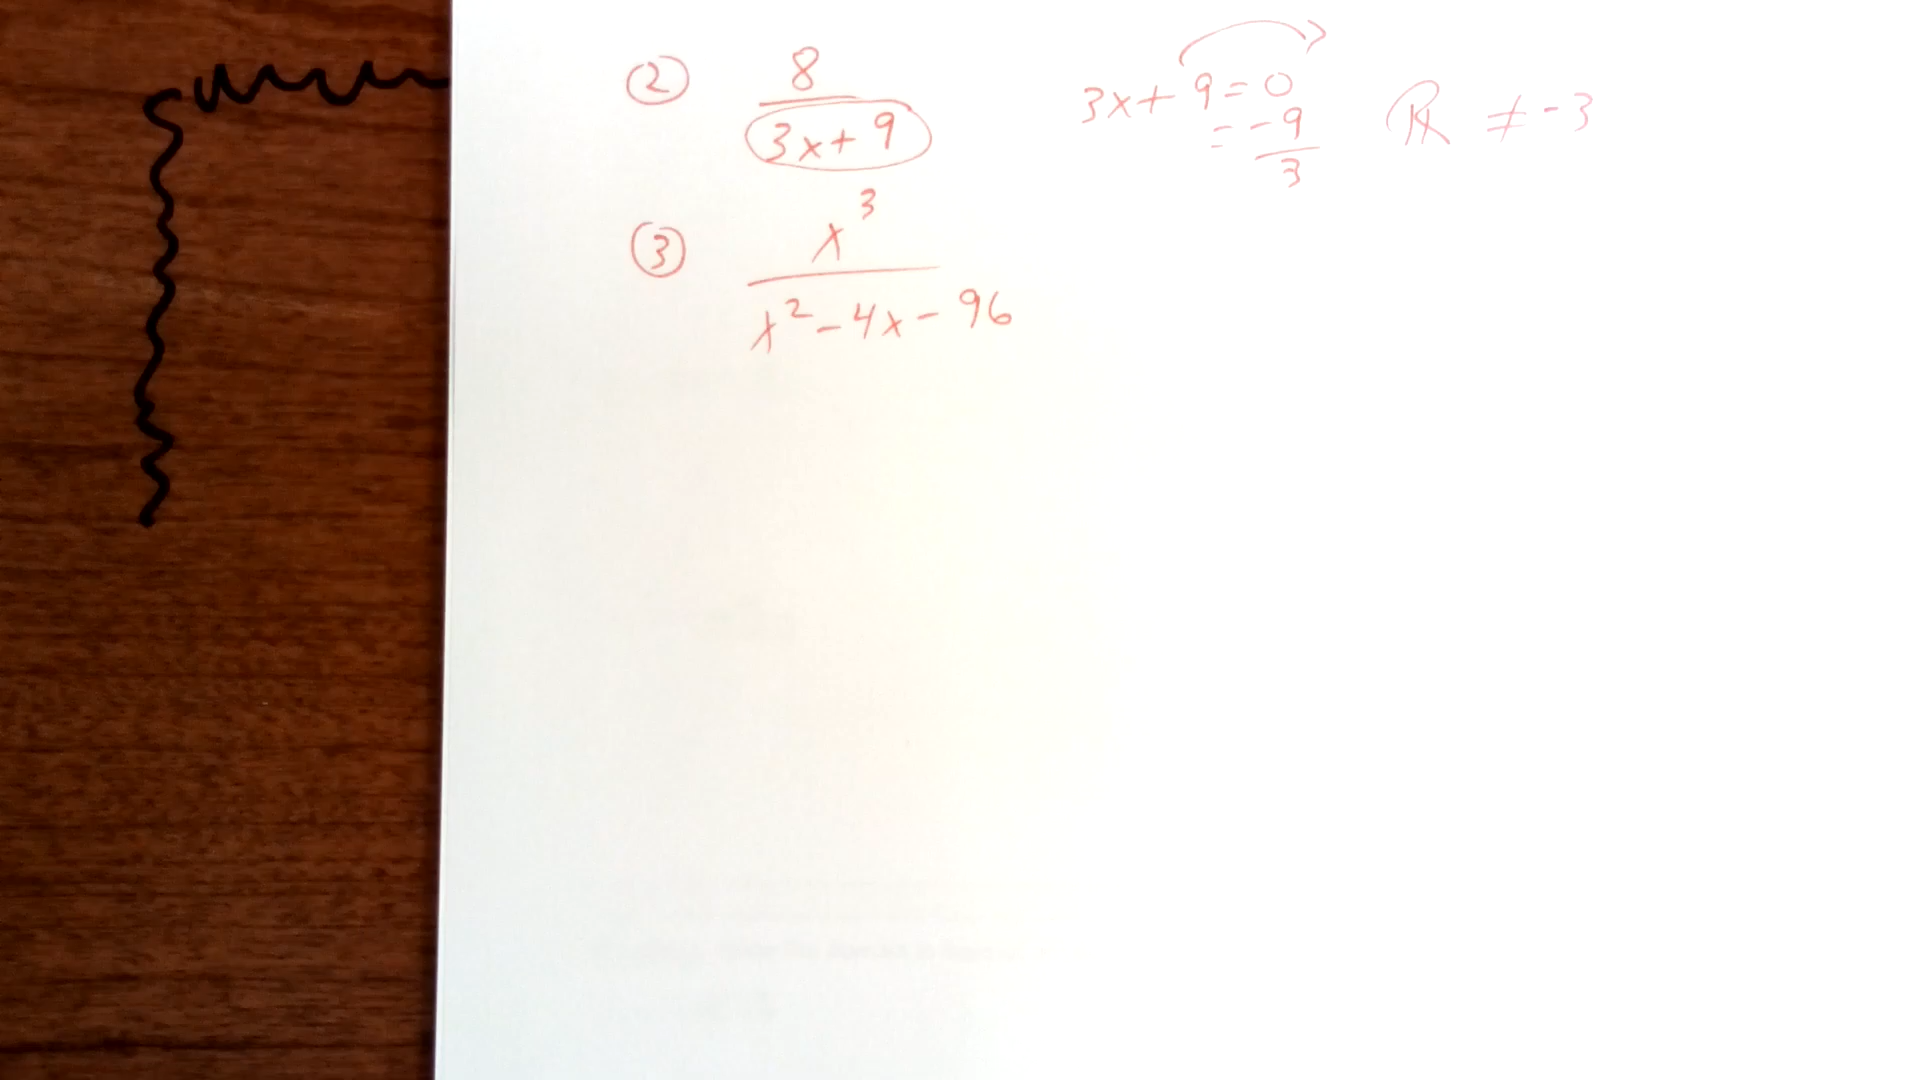 ② 8/(3x+9) 3x+9=0 ℝ ≠ -3
= -9/3
③ x³/(x²-4x-96)